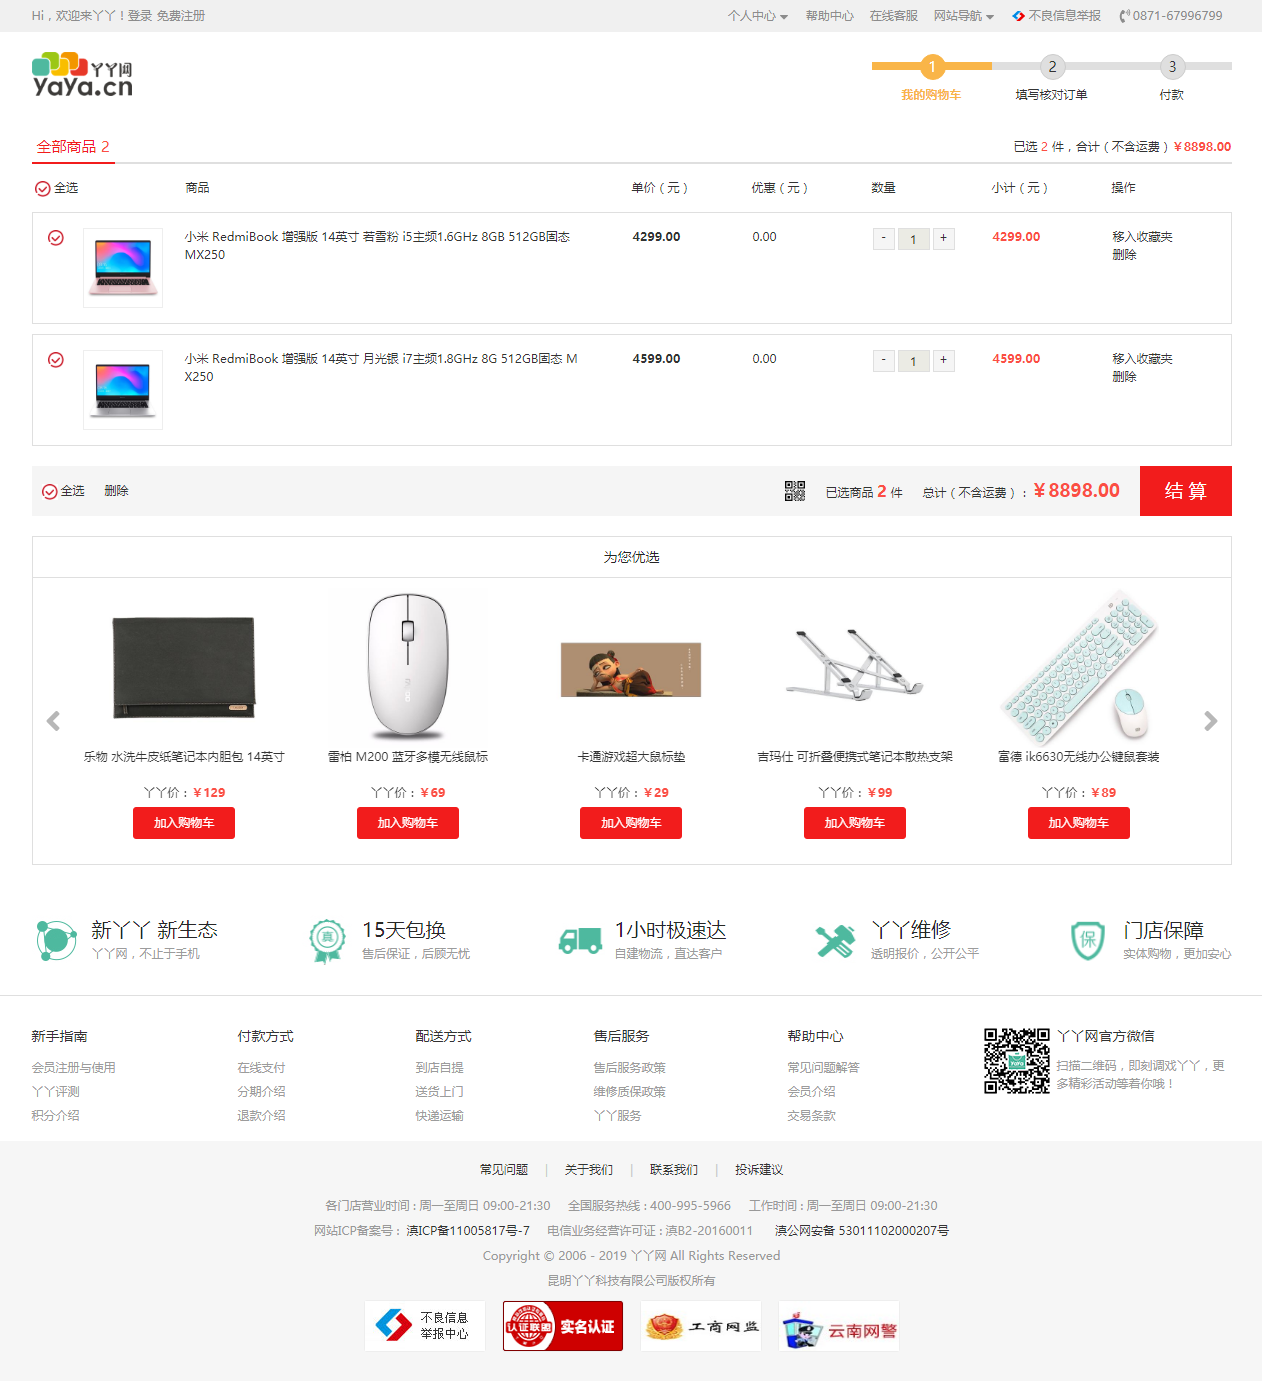 Hi，欢迎来丫丫！登录 免费注册
个人中心 帮助中心 在线客服 网站导航 不良信息举报 0871-67996799
丫丫网
YaYa.cn
1 2 3
我的购物车 填写核对订单 付款
全部商品 2
已选 2 件，合计（不含运费）￥8898.00
全选 商品 单价（元） 优惠（元） 数量 小计（元） 操作
小米 RedmiBook 增强版 14英寸 若雪粉 i5主频1.6GHz 8GB 512GB固态 4299.00 0.00 - 1 + 4299.00 移入收藏夹
MX250 删除
小米 RedmiBook 增强版 14英寸 月光银 i7主频1.8GHz 8G 512GB固态 M 4599.00 0.00 - 1 + 4599.00 移入收藏夹
X250 删除
全选 删除 已选商品 2 件 总计（不含运费）：￥8898.00 结 算
为您优选
乐物 水洗牛皮纸笔记本内胆包 14英寸 雷柏 M200 蓝牙多模无线鼠标 卡通游戏超大鼠标垫 吉玛仕 可折叠便携式笔记本散热支架 富德 ik6630无线办公键鼠套装
丫丫价：￥129 丫丫价：￥69 丫丫价：￥29 丫丫价：￥99 丫丫价：￥89
加入购物车 加入购物车 加入购物车 加入购物车 加入购物车
新丫丫 新生态 真 15天包换 1小时极速达 丫丫维修 保 门店保障
丫丫网，不止于手机 售后保证，后顾无忧 自建物流，直达客户 透明报价，公开公平 实体购物，更加安心
新手指南 付款方式 配送方式 售后服务 帮助中心 丫丫网官方微信
会员注册与使用 在线支付 到店自提 售后服务政策 常见问题解答 扫描二维码，即刻调戏丫丫，更
丫丫评测 分期介绍 送货上门 维修质保政策 会员介绍 多精彩活动等着你哦！
积分介绍 退款介绍 快递运输 丫丫服务 交易条款
常见问题 | 关于我们 | 联系我们 | 投诉建议
各门店营业时间 : 周一至周日 09:00-21:30 全国服务热线 : 400-995-5966 工作时间 : 周一至周日 09:00-21:30
网站ICP备案号： 滇ICP备11005817号-7 电信业务经营许可证 : 滇B2-20160011 滇公网安备 53011102000207号
Copyright © 2006 - 2019 丫丫网 All Rights Reserved
昆明丫丫科技有限公司版权所有
不良信息 认证联盟 实名认证 工商网监 云南网警
举报中心